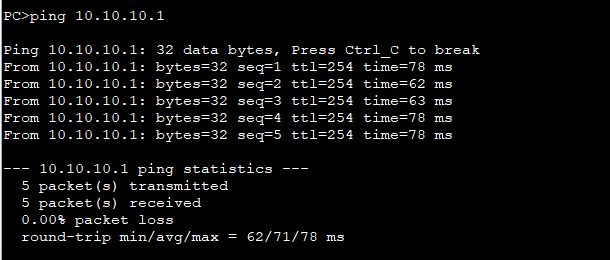 PC>ping 10.10.10.1
Ping 10.10.10.1: 32 data bytes, Press Ctrl_C to break
From 10.10.10.1: bytes=32 seq=1 ttl=254 time=78 ms
From 10.10.10.1: bytes=32 seq=2 ttl=254 time=62 ms
From 10.10.10.1: bytes=32 seq=3 ttl=254 time=63 ms
From 10.10.10.1: bytes=32 seq=4 ttl=254 time=78 ms
From 10.10.10.1: bytes=32 seq=5 ttl=254 time=78 ms
--- 10.10.10.1 ping statistics ---
5 packet(s) transmitted
5 packet(s) received
0.00% packet loss
round-trip min/avg/max = 62/71/78 ms